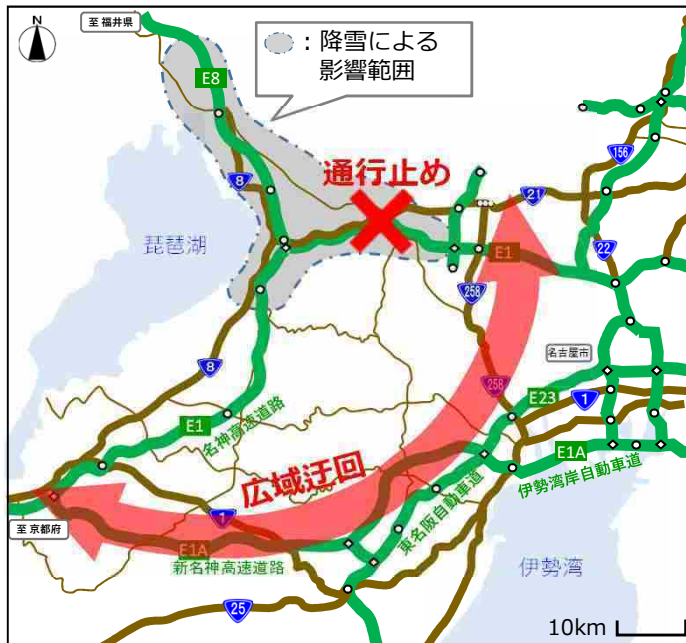 至 福井県
N
：降雪による
影響範囲
E8
156
8
通行止め
21
琵琶湖
E1
22
258
8
名古屋市
258
E23
1
E1
名神高速道路
E1A
伊勢湾岸自動車道
広域迂回
1
至 京都府
E1A
東名阪自動車道
新名神高速道路
伊勢湾
25
10km